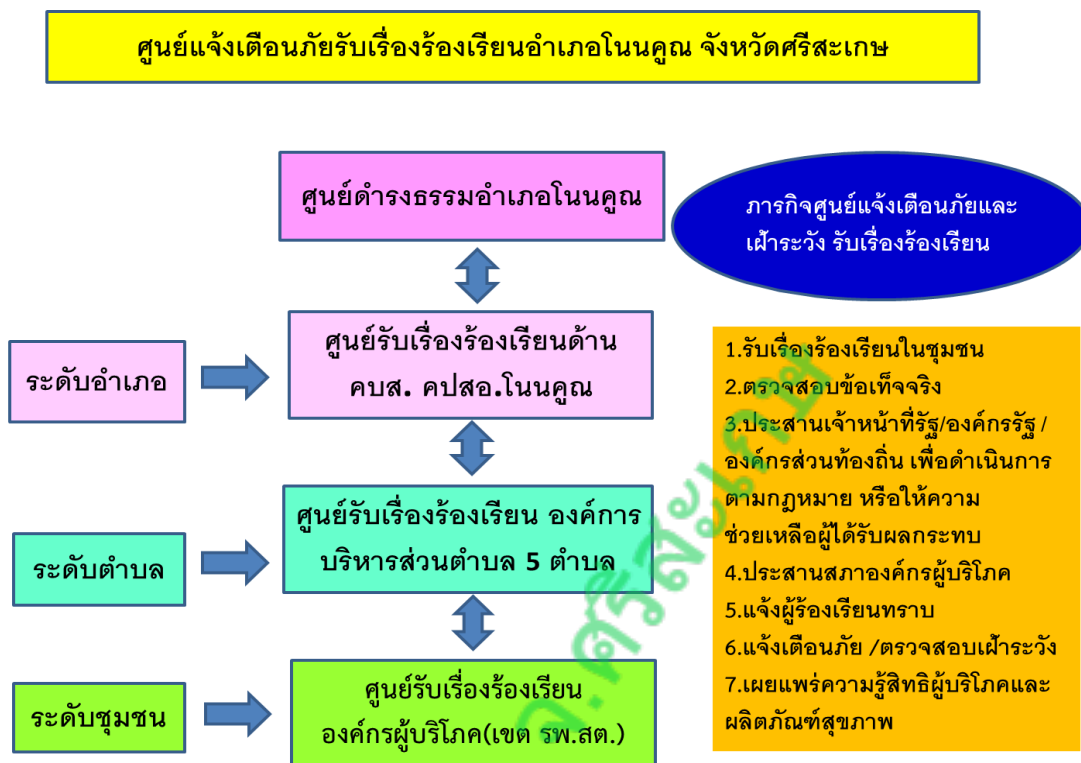 ศูนย์แจ้งเตือนภัยรับเรื่องร้องเรียนอำเภอโนนคูณ จังหวัดศรีสะเกษ
ศูนย์ดำรงธรรมอำเภอโนนคูณ
ภารกิจศูนย์แจ้งเตือนภัยและ
เฝ้าระวัง รับเรื่องร้องเรียน
ระดับอำเภอ
ศูนย์รับเรื่องร้องเรียนด้าน
คบส. คปสอ.โนนคูณ
ระดับตำบล
ศูนย์รับเรื่องร้องเรียน องค์การ
บริหารส่วนตำบล 5 ตำบล
ระดับชุมชน
ศูนย์รับเรื่องร้องเรียน
องค์กรผู้บริโภค(เขต รพ.สต.)
1.รับเรื่องร้องเรียนในชุมชน
2.ตรวจสอบข้อเท็จจริง
3.ประสานเจ้าหน้าที่รัฐ/องค์กรรัฐ /
องค์กรส่วนท้องถิ่น เพื่อดำเนินการ
ตามกฎหมาย หรือให้ความ
ช่วยเหลือผู้ได้รับผลกระทบ
4.ประสานสภาองค์กรผู้บริโภค
5.แจ้งผู้ร้องเรียนทราบ
6.แจ้งเตือนภัย /ตรวจสอบเฝ้าระวัง
7.เผยแพร่ความรู้สิทธิผู้บริโภคและ
ผลิตภัณฑ์สุขภาพ
จ.ศรีสะเกษ